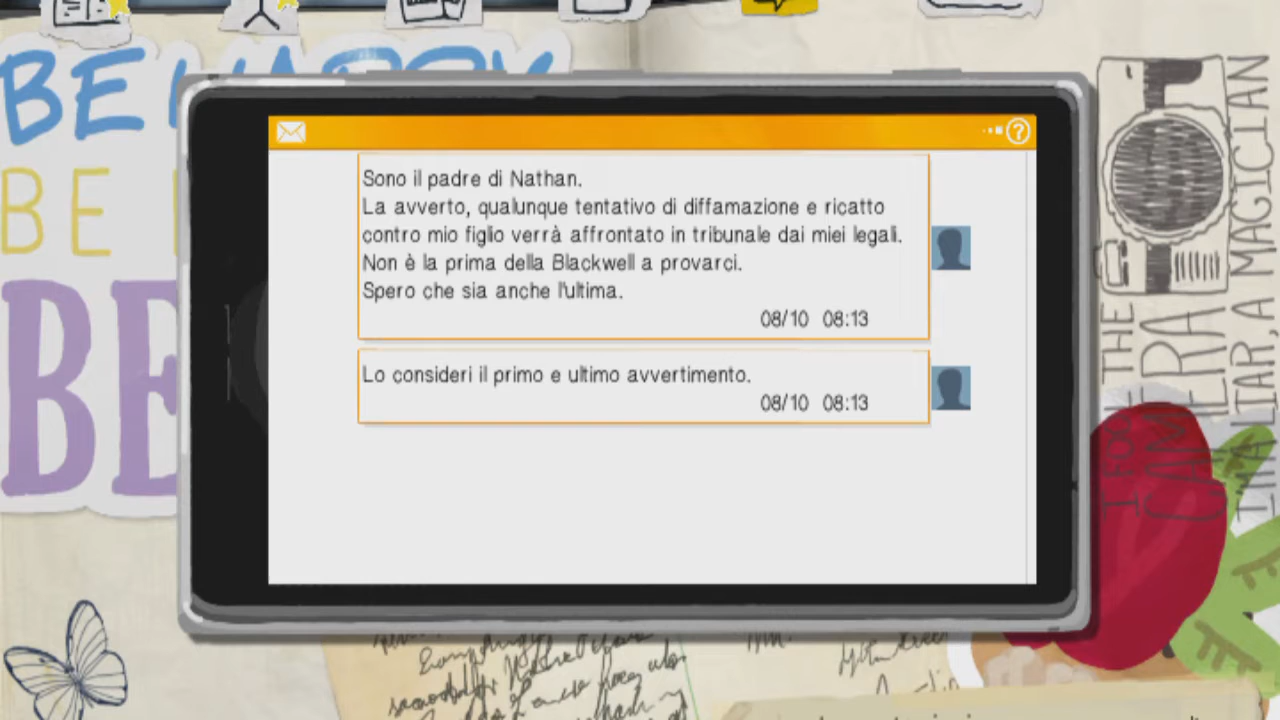 BE HAPPY
BE
BE
Sono il padre di Nathan.
La avverto, qualunque tentativo di diffamazione e ricatto
contro mio figlio verrà affrontato in tribunale dai miei legali.
Non è la prima della Blackwell a provarci.
Spero che sia anche l'ultima.
08/10 08:13
Lo consideri il primo e ultimo avvertimento.
08/10 08:13
?
THE
CAMERA
LIAR, A MAGICIAN